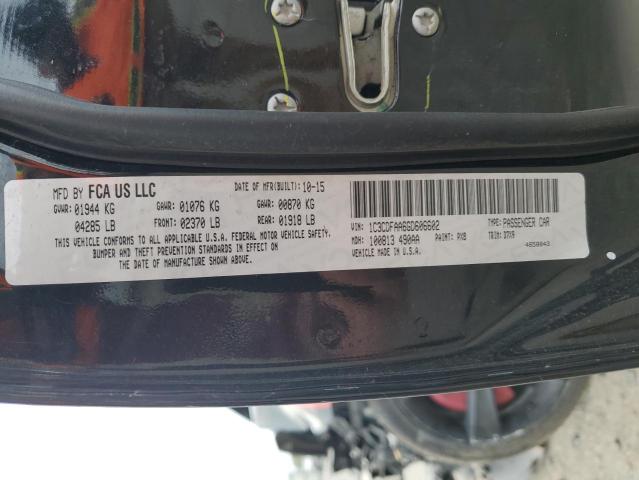 MFD BY FCA US LLC
DATE OF MFR(BUILT): 10-15
GVWR: 01944 KG
04285 LB
GAWR: 01076 KG
FRONT: 02370 LB
GAWR: 00870 KG
REAR: 01918 LB
THIS VEHICLE CONFORMS TO ALL APPLICABLE U.S.A. FEDERAL MOTOR VEHICLE SAFETY,
BUMPER AND THEFT PREVENTION STANDARDS IN EFFECT ON
THE DATE OF MANUFACTURE SHOWN ABOVE.
VIN: 1C3CDFAA6GD606602
TYPE: PASSENGER CAR
MDH: 100813 490AA
PAINT: PXB
TRIM: D7X9
VEHICLE MADE IN U.S.A.